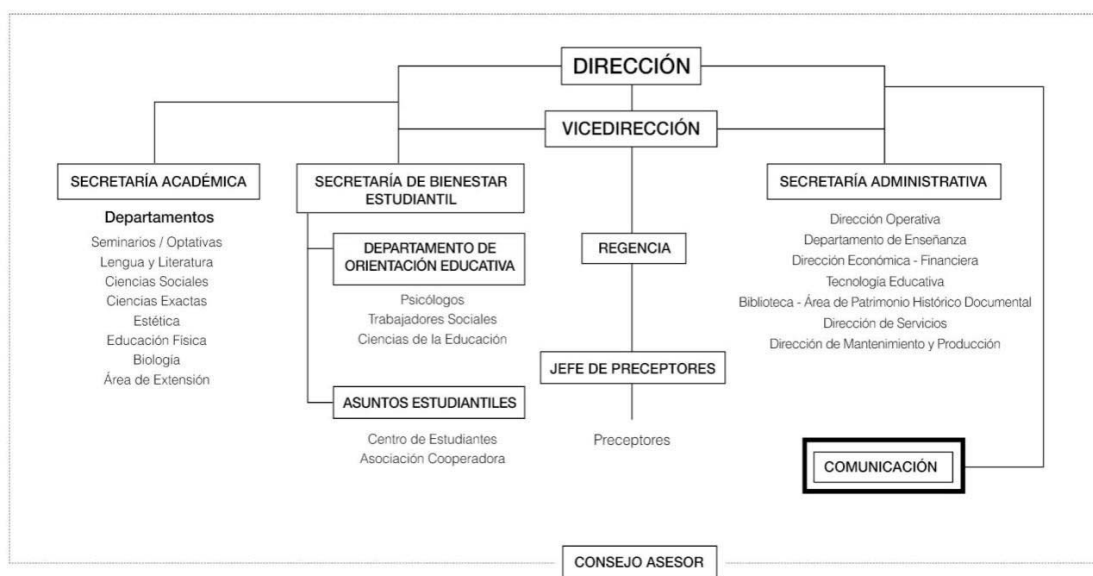 DIRECCIÓN
VICEDIRECCIÓN
SECRETARÍA ACADÉMICA
Departamentos
Seminarios / Optativas
Lengua y Literatura
Ciencias Sociales
Ciencias Exactas
Estética
Educación Física
Biología
Área de Extensión
SECRETARÍA DE BIENESTAR
ESTUDIANTIL
DEPARTAMENTO DE
ORIENTACIÓN EDUCATIVA
Psicólogos
Trabajadores Sociales
Ciencias de la Educación
ASUNTOS ESTUDIANTILES
Centro de Estudiantes
Asociación Cooperadora
REGENCIA
JEFE DE PRECEPTORES
Preceptores
SECRETARÍA ADMINISTRATIVA
Dirección Operativa
Departamento de Enseñanza
Dirección Económica - Financiera
Tecnología Educativa
Biblioteca - Área de Patrimonio Histórico Documental
Dirección de Servicios
Dirección de Mantenimiento y Producción
COMUNICACIÓN
CONSEJO ASESOR